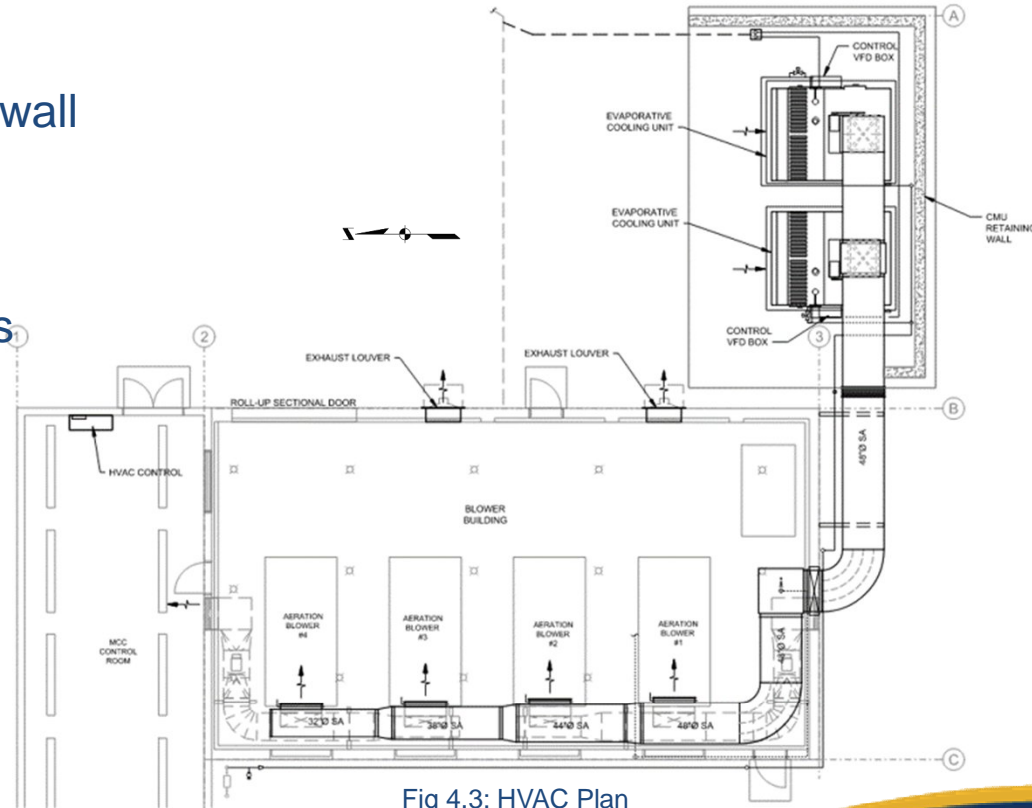 wall
s
A
CONTROL
VFD BOX
EVAPORATIVE
COOLING UNIT
EVAPORATIVE
COOLING UNIT
CMU
RETAINING
WALL
CONTROL
VFD BOX
1
2
3
EXHAUST LOUVER
EXHAUST LOUVER
ROLL-UP SECTIONAL DOOR
B
HVAC CONTROL
48"Ø SA
BLOWER
BUILDING
AERATION
BLOWER
#4
AERATION
BLOWER
#3
AERATION
BLOWER
#2
AERATION
BLOWER
#1
MCC
CONTROL
ROOM
48"Ø SA
32"Ø SA
38"Ø SA
44"Ø SA
48"Ø SA
C
Fig 4.3: HVAC Plan